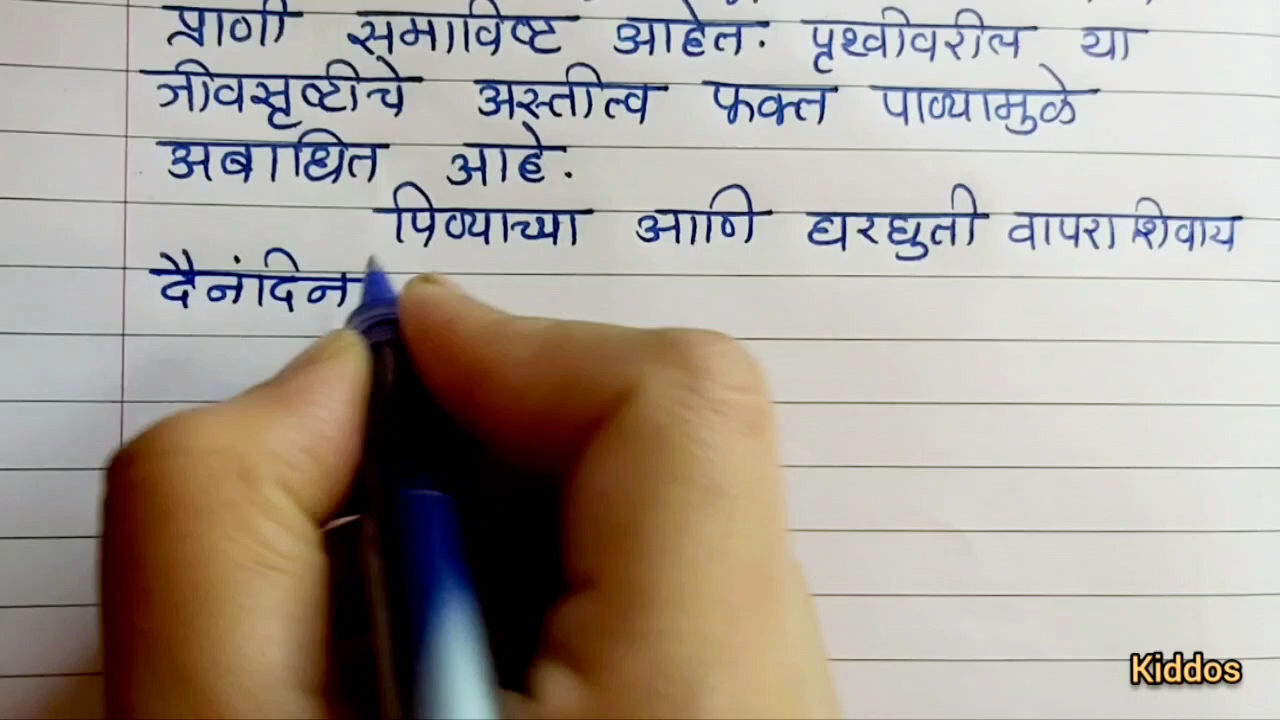 प्राणी समाविष्ट आहेत. पृथ्वीवरील या
जीवसृष्टीचे अस्तीत्व फक्त पाण्यामुळे
अबाधित आहे.
पिण्याच्या आणि घरघुती वापराशिवाय
दैनंदिन
Kiddos